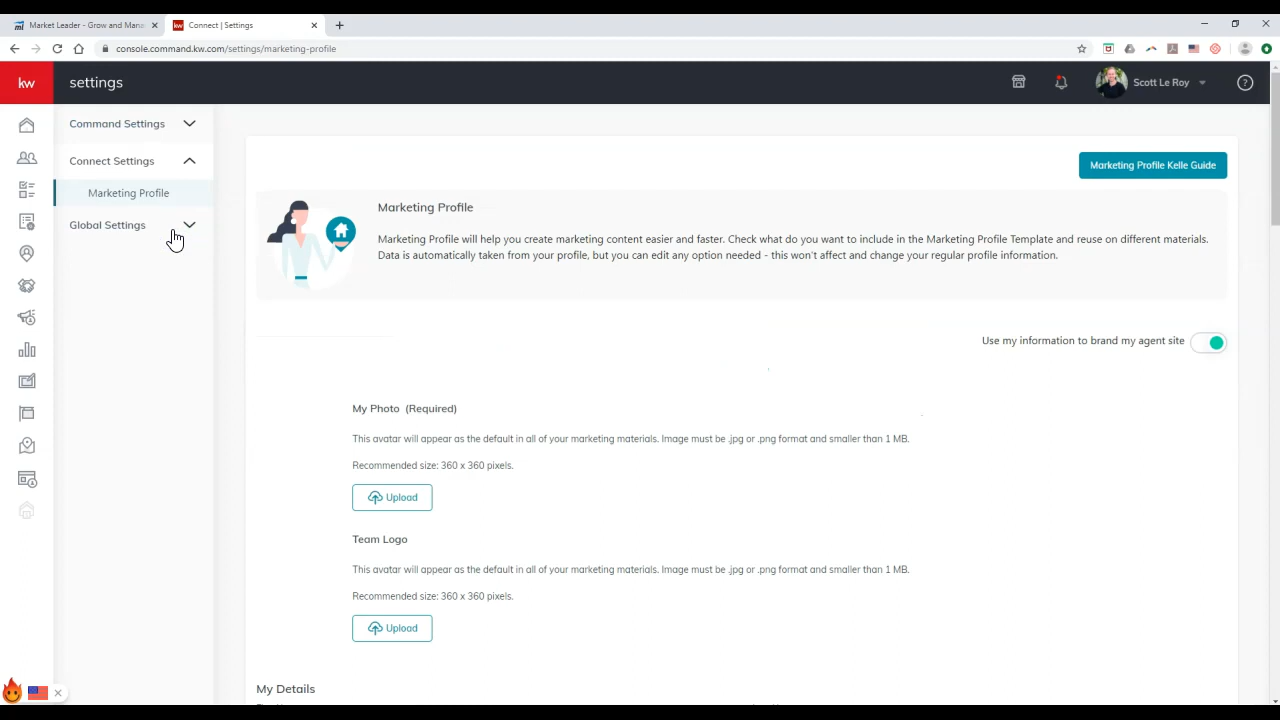 Market Leader - Grow and Mana
Connect | Settings
console.command.kw.com/settings/marketing-profile
kw
settings
Scott Le Roy
Command Settings
Connect Settings
Marketing Profile
Global Settings
Marketing Profile Kelle Guide
Marketing Profile
Marketing Profile will help you create marketing content easier and faster. Check what do you want to include in the Marketing Profile Template and reuse on different materials.
Data is automatically taken from your profile, but you can edit any option needed - this won't affect and change your regular profile information.
Use my information to brand my agent site
My Photo (Required)
This avatar will appear as the default in all of your marketing materials. Image must be .jpg or .png format and smaller than 1 MB.
Recommended size: 360 x 360 pixels.
Upload
Team Logo
This avatar will appear as the default in all of your marketing materials. Image must be .jpg or .png format and smaller than 1 MB.
Recommended size: 360 x 360 pixels.
Upload
My Details